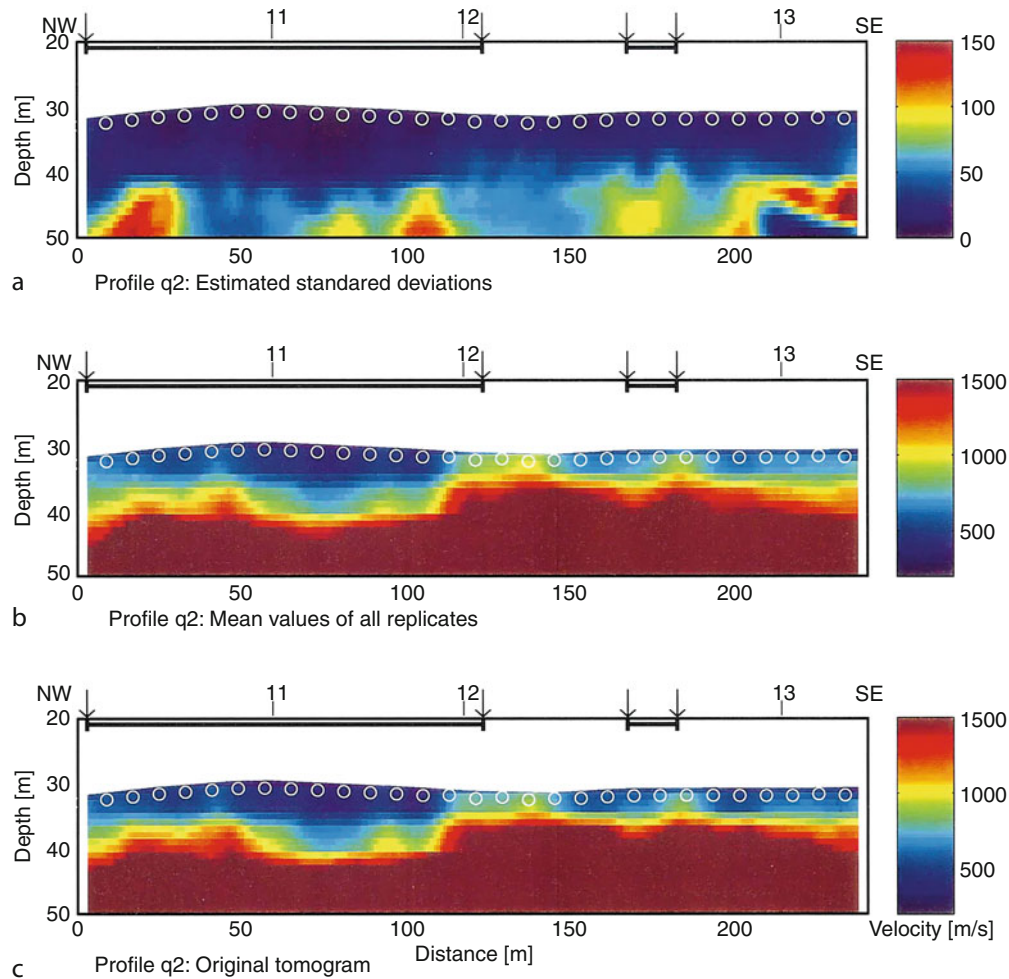 NW 11 12 13 SE
20
30
40
50
Depth [m]
0 50 100 150 200
150
100
50
0
a Profile q2: Estimated standared deviations
NW 11 12 13 SE
20
30
40
50
Depth [m]
0 50 100 150 200
1500
1000
500
b Profile q2: Mean values of all replicates
NW 11 12 13 SE
20
30
40
50
Depth [m]
0 50 100 150 200
Distance [m]
1500
1000
500
Velocity [m/s]
c Profile q2: Original tomogram